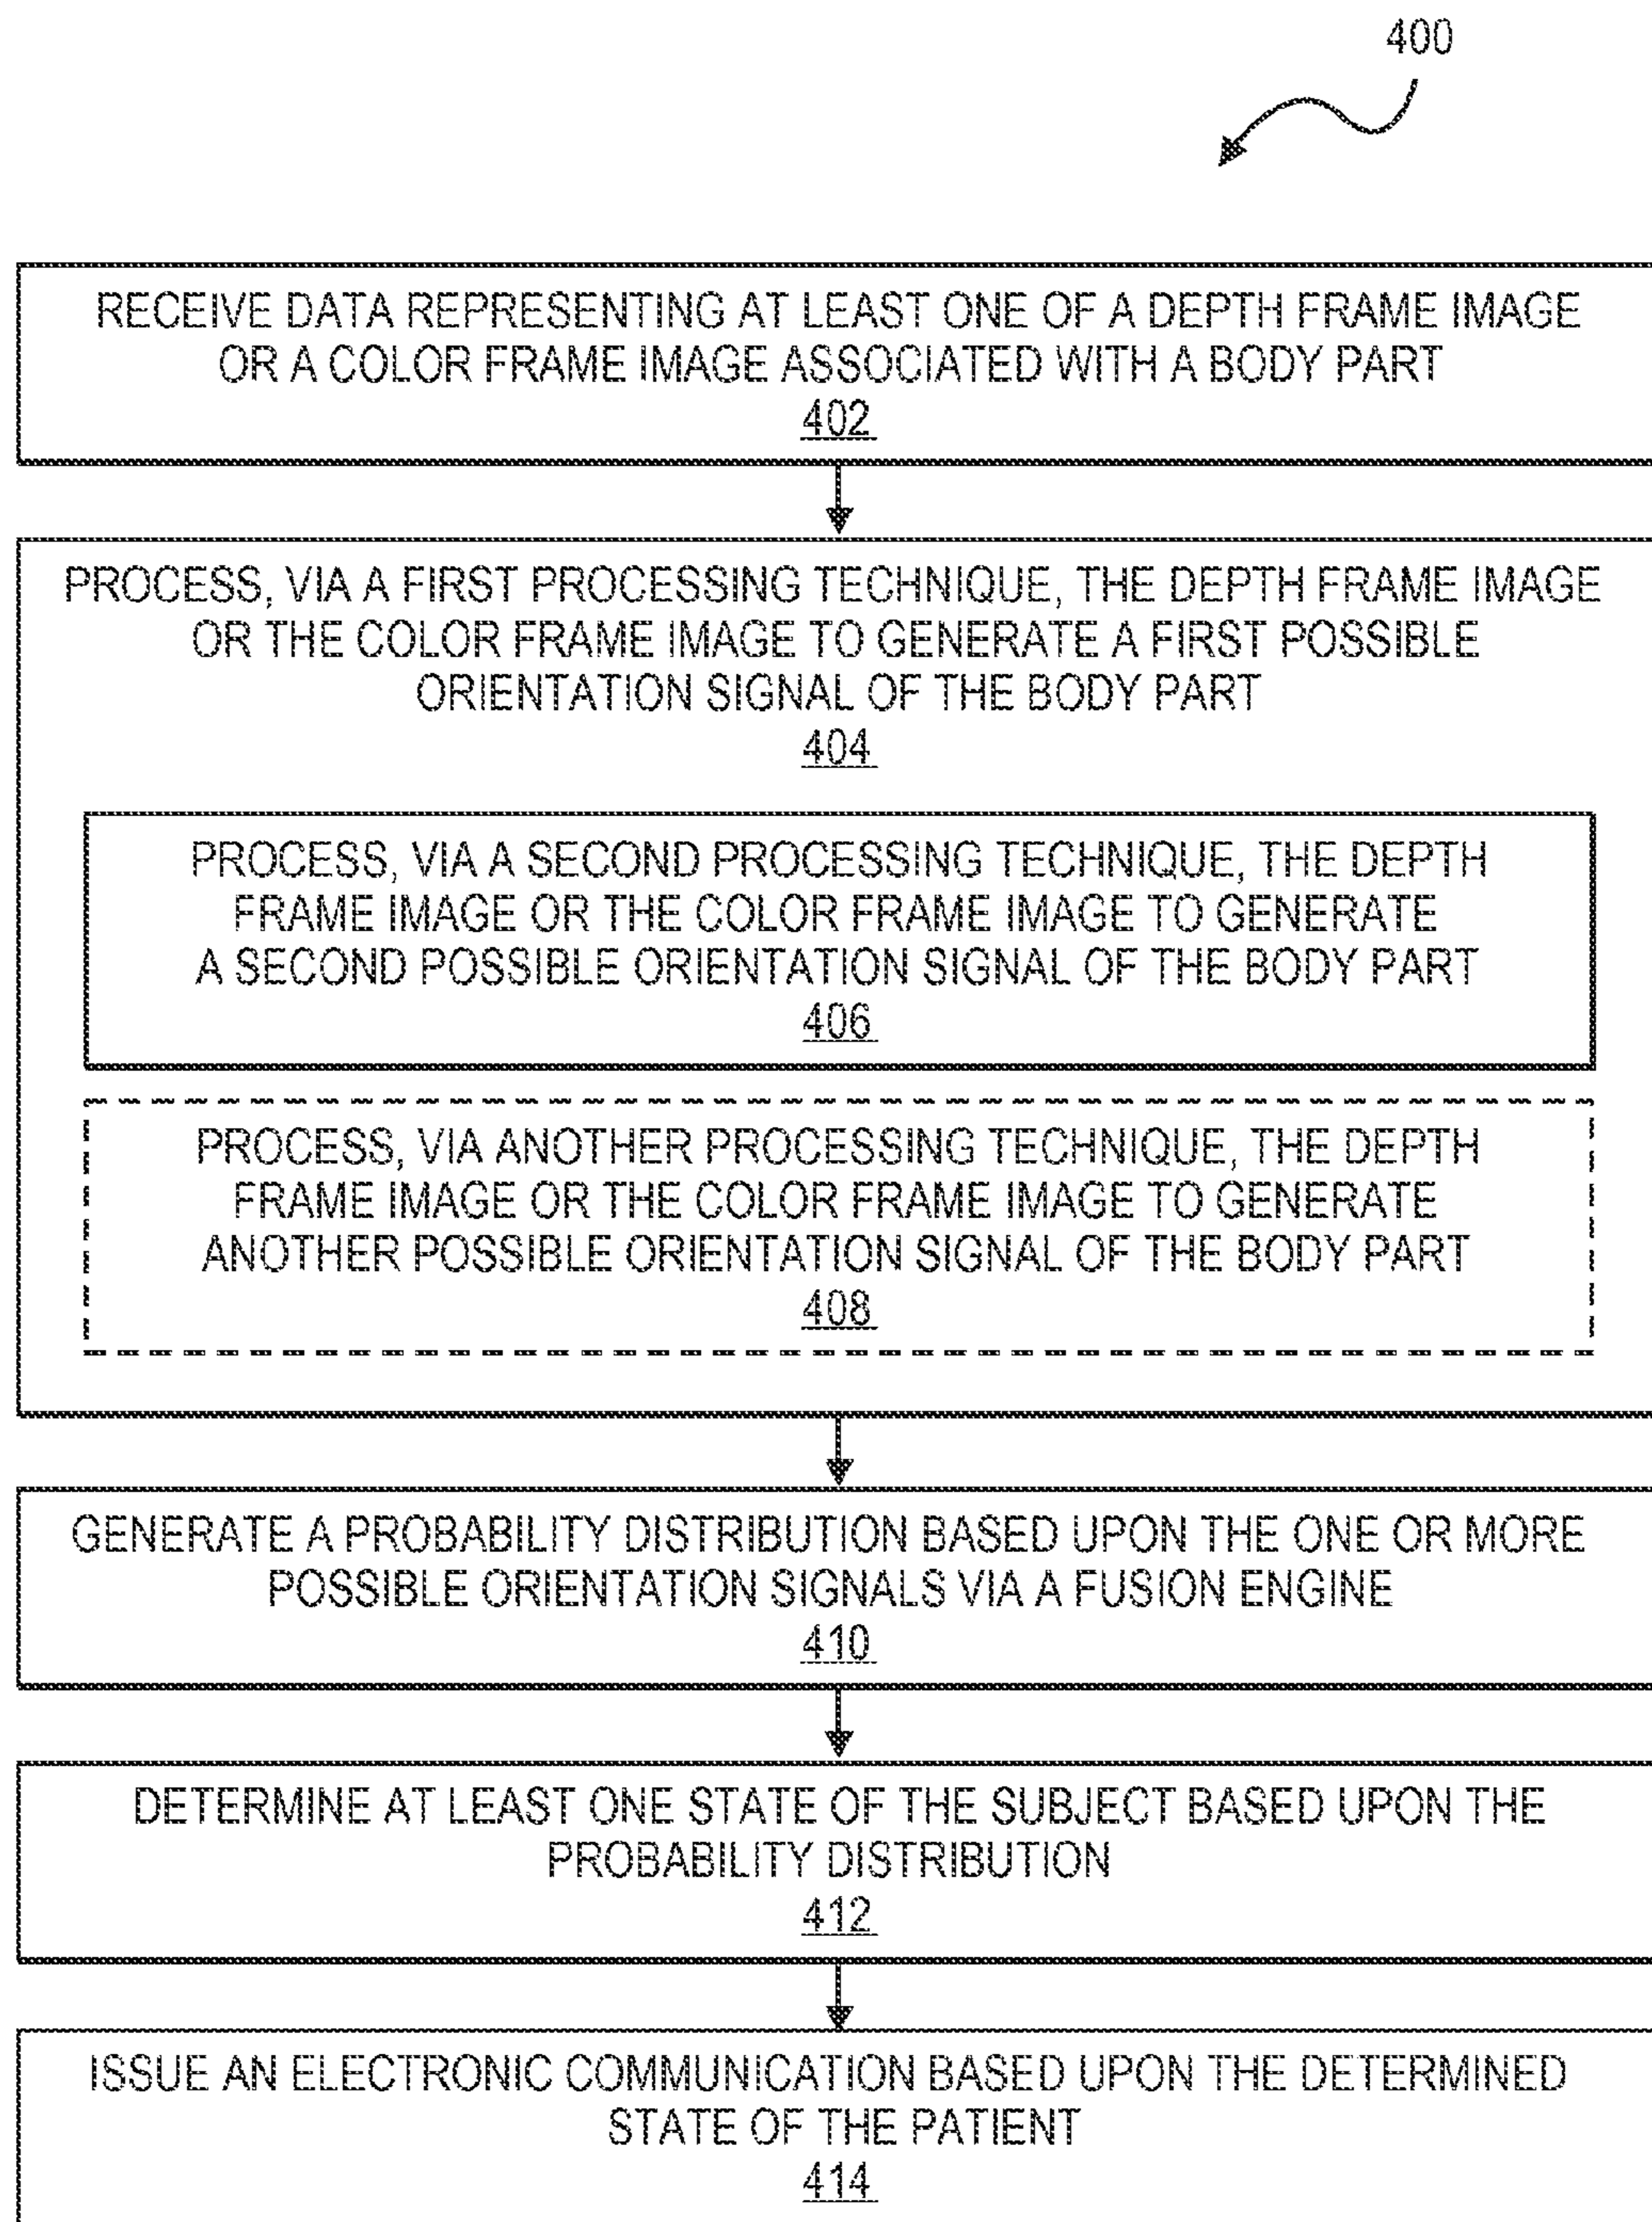 400
RECEIVE DATA REPRESENTING AT LEAST ONE OF A DEPTH FRAME IMAGE
OR A COLOR FRAME IMAGE ASSOCIATED WITH A BODY PART
402
PROCESS, VIA A FIRST PROCESSING TECHNIQUE, THE DEPTH FRAME IMAGE
OR THE COLOR FRAME IMAGE TO GENERATE A FIRST POSSIBLE
ORIENTATION SIGNAL OF THE BODY PART
404
PROCESS, VIA A SECOND PROCESSING TECHNIQUE, THE DEPTH
FRAME IMAGE OR THE COLOR FRAME IMAGE TO GENERATE
A SECOND POSSIBLE ORIENTATION SIGNAL OF THE BODY PART
406
PROCESS, VIA ANOTHER PROCESSING TECHNIQUE, THE DEPTH
FRAME IMAGE OR THE COLOR FRAME IMAGE TO GENERATE
ANOTHER POSSIBLE ORIENTATION SIGNAL OF THE BODY PART
408
GENERATE A PROBABILITY DISTRIBUTION BASED UPON THE ONE OR MORE
POSSIBLE ORIENTATION SIGNALS VIA A FUSION ENGINE
410
DETERMINE AT LEAST ONE STATE OF THE SUBJECT BASED UPON THE
PROBABILITY DISTRIBUTION
412
ISSUE AN ELECTRONIC COMMUNICATION BASED UPON THE DETERMINED
STATE OF THE PATIENT
414